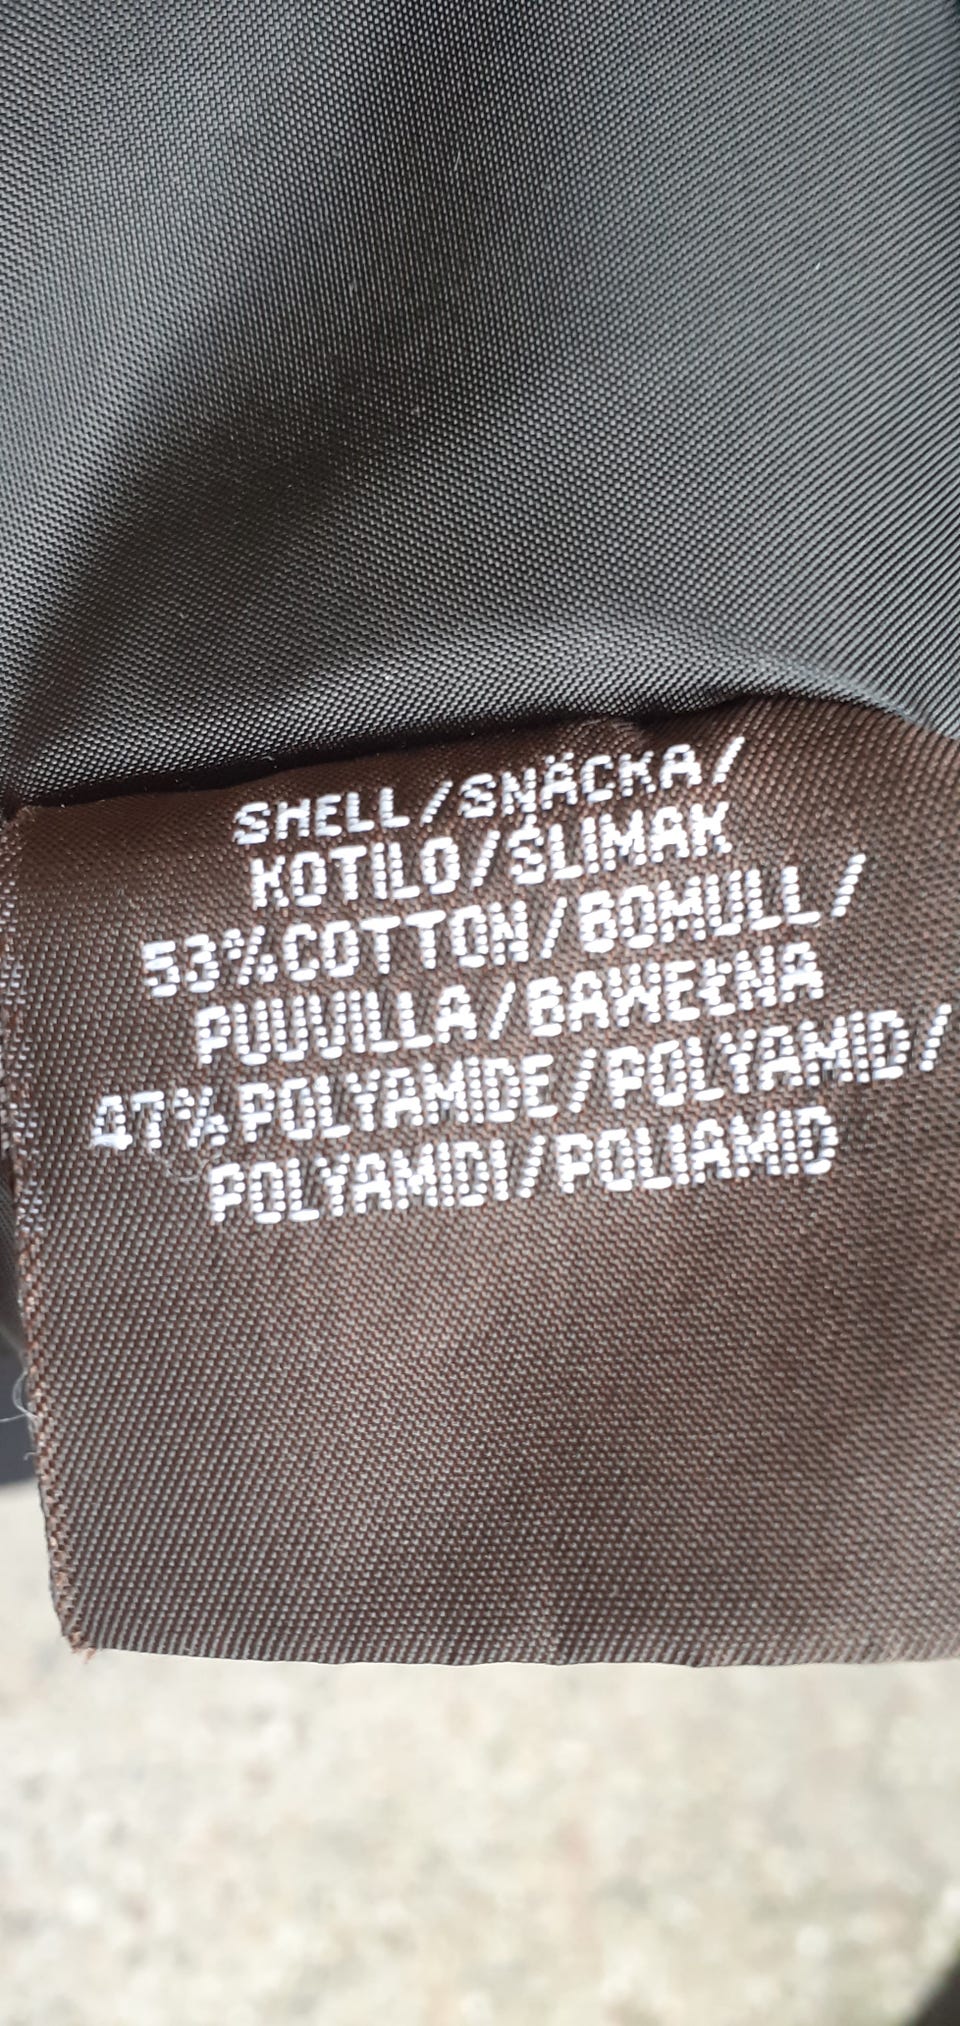 SHELL/SNÄCKA/
KOTILO/ŚLIMAK
53%COTTON/BOMULL/
PUUVILLA/BAWEŁNA
47%POLYAMIDE/POLYAMID/
POLYAMIDI/POLIAMID